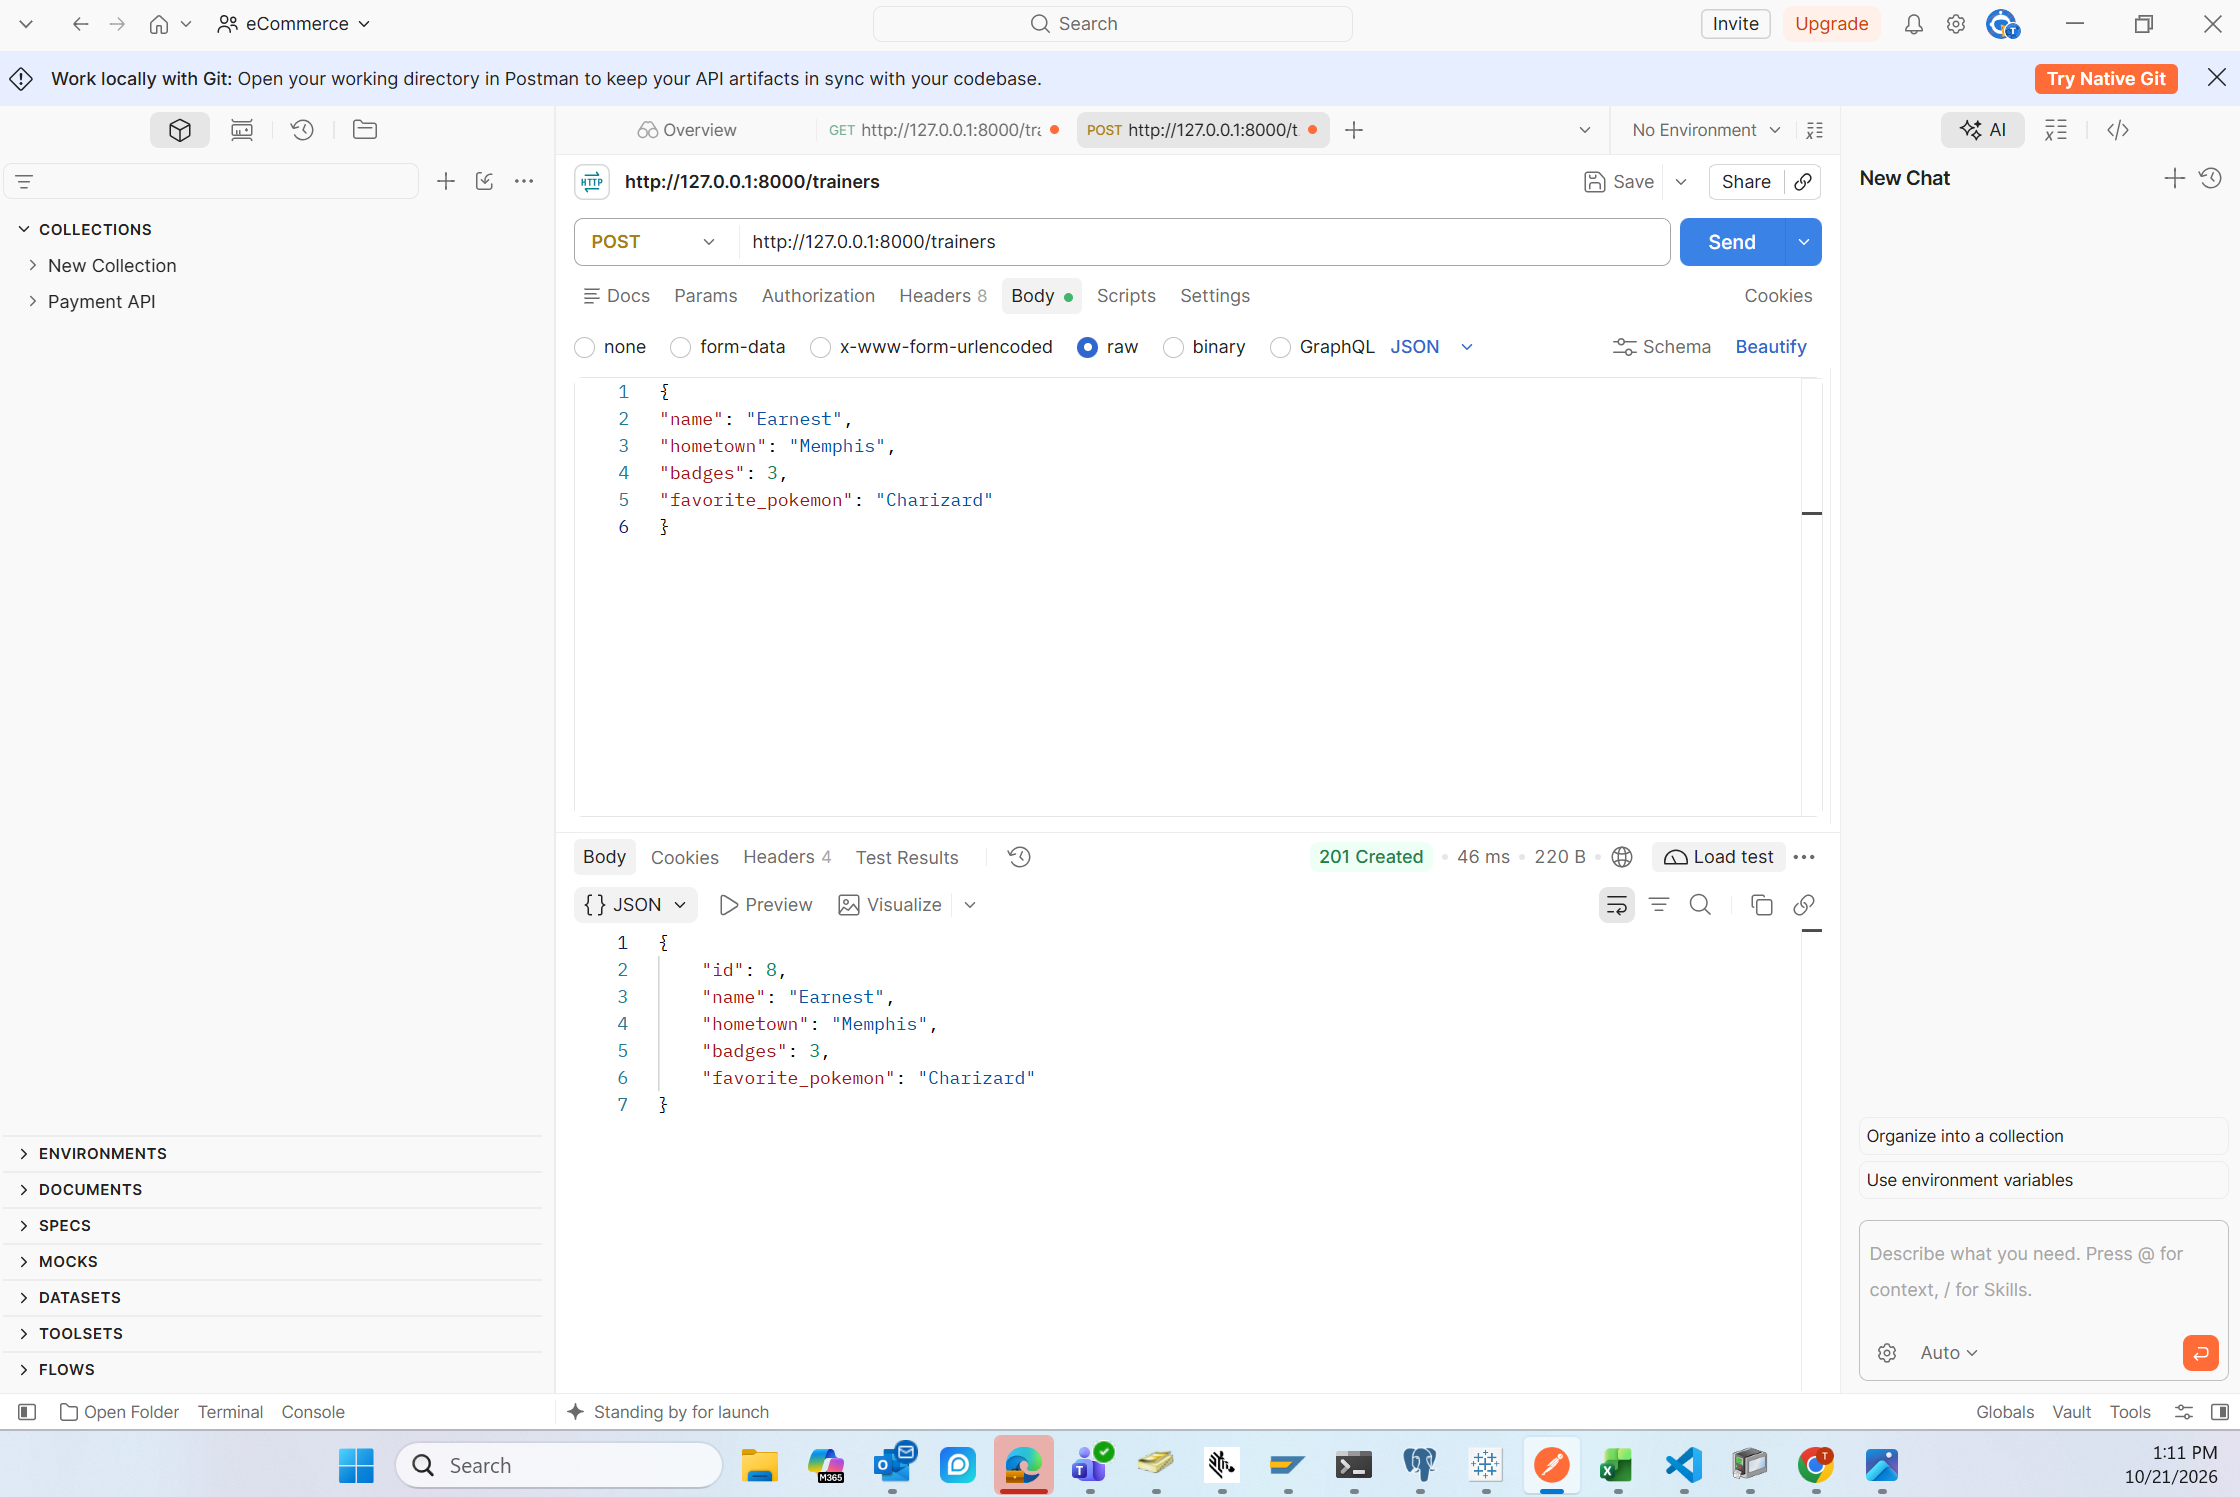 eCommerce
Search
Invite
Upgrade
Work locally with Git: Open your working directory in Postman to keep your API artifacts in sync with your codebase.
Try Native Git
Overview
GET http://127.0.0.1:8000/tra
POST http://127.0.0.1:8000/t
No Environment
AI
http://127.0.0.1:8000/trainers
Save
Share
New Chat
COLLECTIONS
New Collection
Payment API
POST
http://127.0.0.1:8000/trainers
Send
Docs
Params
Authorization
Headers 8
Body
Scripts
Settings
Cookies
none
form-data
x-www-form-urlencoded
raw
binary
GraphQL
JSON
Schema
Beautify
1 {
2 "name": "Earnest",
3 "hometown": "Memphis",
4 "badges": 3,
5 "favorite_pokemon": "Charizard"
6 }
Body
Cookies
Headers 4
Test Results
201 Created
46 ms
220 B
Load test
{} JSON
Preview
Visualize
1 {
2 "id": 8,
3 "name": "Earnest",
4 "hometown": "Memphis",
5 "badges": 3,
6 "favorite_pokemon": "Charizard"
7 }
ENVIRONMENTS
DOCUMENTS
SPECS
MOCKS
DATASETS
TOOLSETS
FLOWS
Organize into a collection
Use environment variables
Describe what you need. Press @ for
context, / for Skills.
Auto
Open Folder
Terminal
Console
Standing by for launch
Globals
Vault
Tools
Search
1:11 PM
10/21/2026